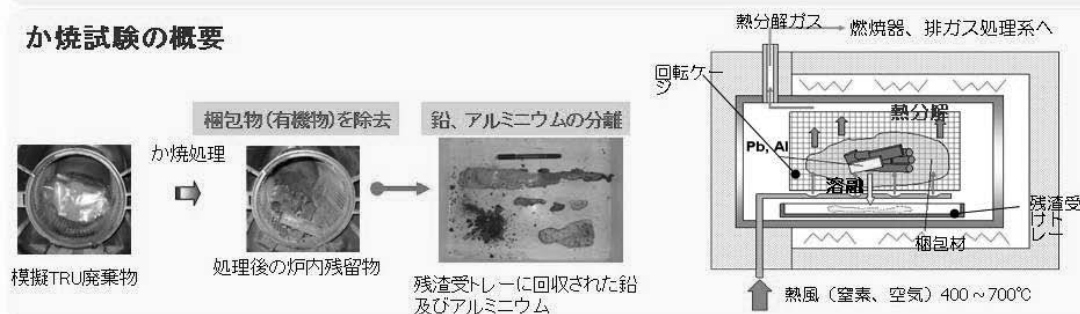 か焼試験の概要
梱包物(有機物)を除去
鉛、アルミニウムの分離
か焼処理
模擬TRU廃棄物
処理後の炉内残留物
残渣受トレーに回収された鉛
及びアルミニウム
熱分解ガス
燃焼器、排ガス処理系へ
回転ケー
ジ
熱分解
Pb, Al
溶融
残渣受
けトレー
梱包材
熱風（窒素、空気）400～700℃